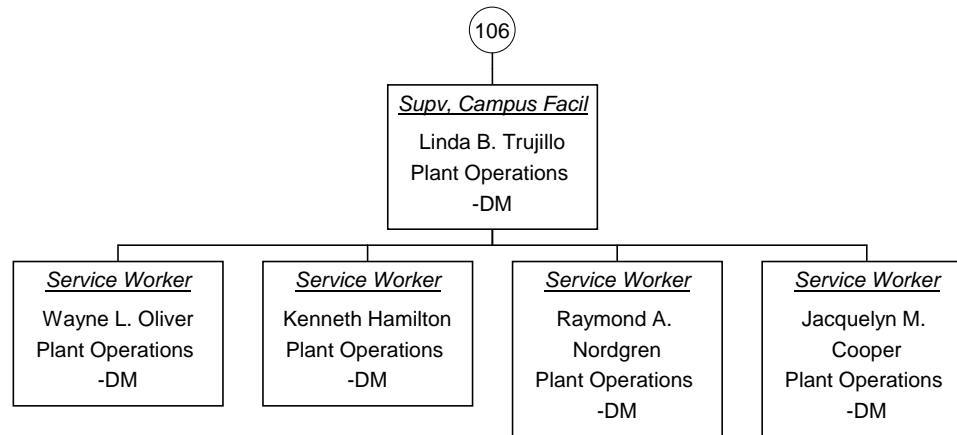 106
Supv, Campus Facil
Linda B. Trujillo
Plant Operations
-DM
Service Worker
Wayne L. Oliver
Plant Operations
-DM
Service Worker
Kenneth Hamilton
Plant Operations
-DM
Service Worker
Raymond A.
Nordgren
Plant Operations
-DM
Service Worker
Jacquelyn M.
Cooper
Plant Operations
-DM